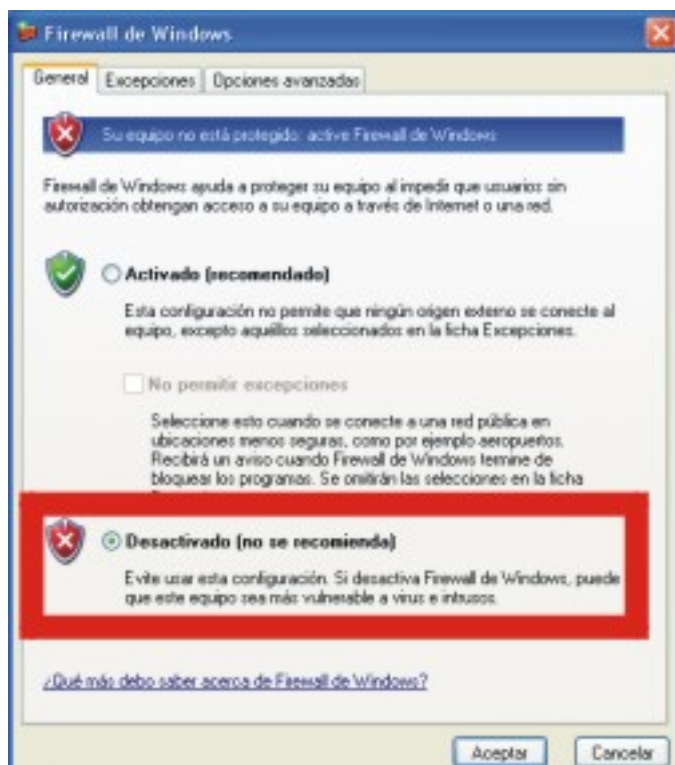 Firewall de Windows
General Excepciones Opciones avanzadas
Su equipo no está protegido: active Firewall de Windows
Firewall de Windows ayuda a proteger su equipo al impedir que usuarios sin
autorización obtengan acceso a su equipo a través de Internet o una red.
Activado (recomendado)
Esta configuración no permite que ningún origen externo se conecte al
equipo, excepto aquéllos seleccionados en la ficha Excepciones.
No permitir excepciones
Seleccione esto cuando se conecte a una red pública en
ubicaciones menos seguras, como por ejemplo aeropuertos.
Recibirá un aviso cuando Firewall de Windows termine de
bloquear los programas. Se omitirán las selecciones en la ficha
Desactivado (no se recomienda)
Evite usar esta configuración. Si desactiva Firewall de Windows, puede
que este equipo sea más vulnerable a virus e intrusos.
¿Qué más debo saber acerca de Firewall de Windows?
Aceptar Cancelar